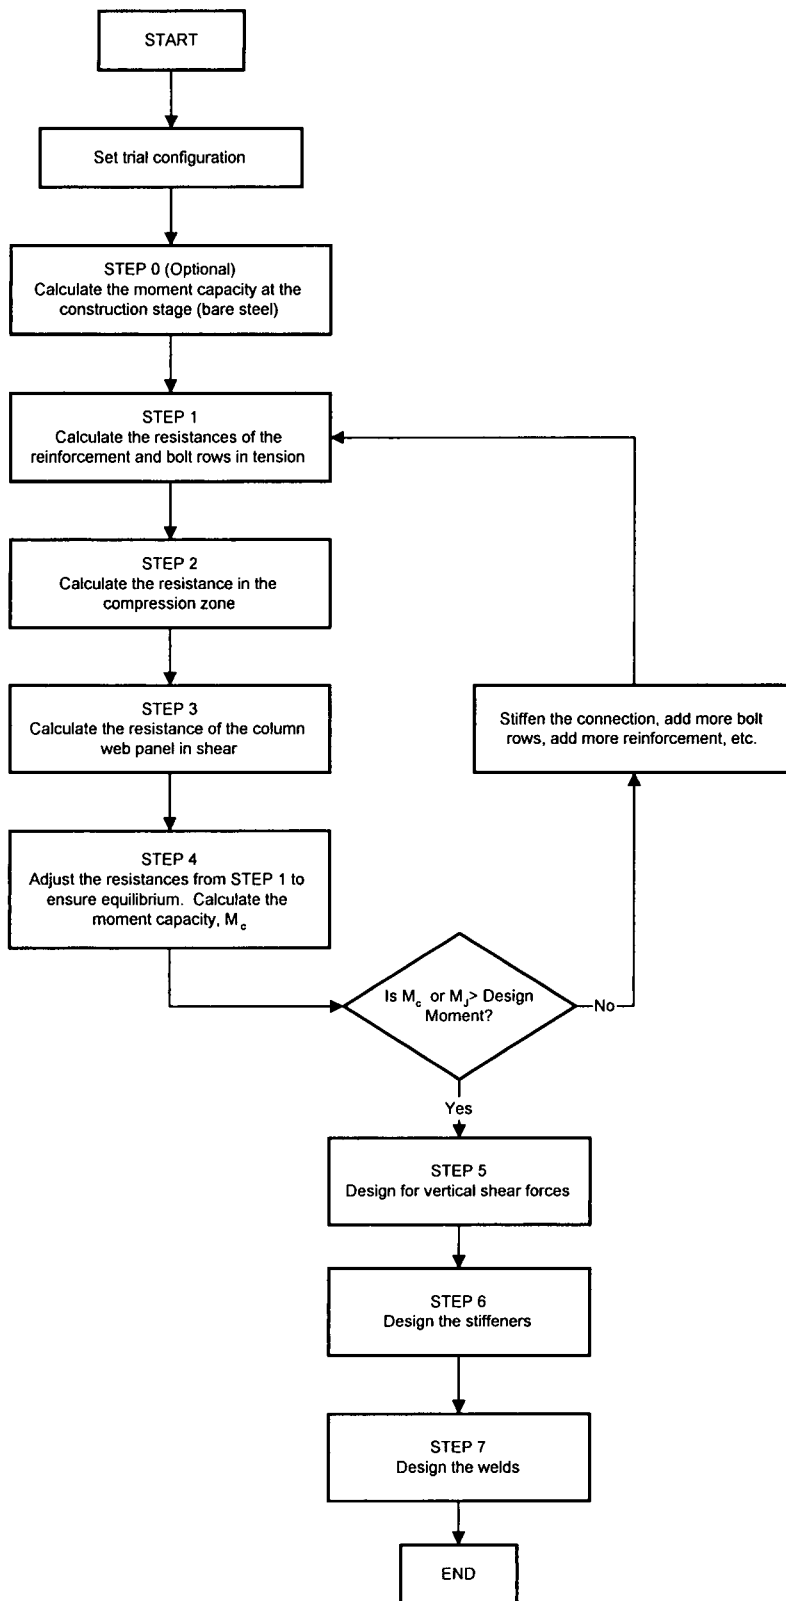 START
Set trial configuration
STEP 0 (Optional)
Calculate the moment capacity at the
construction stage (bare steel)
STEP 1
Calculate the resistances of the
reinforcement and bolt rows in tension
STEP 2
Calculate the resistance in the
compression zone
STEP 3
Calculate the resistance of the column
web panel in shear
Stiffen the connection, add more bolt
rows, add more reinforcement, etc.
STEP 4
Adjust the resistances from STEP 1 to
ensure equilibrium. Calculate the
moment capacity, Mc
Is Mc or MJ> Design
Moment?
No
Yes
STEP 5
Design for vertical shear forces
STEP 6
Design the stiffeners
STEP 7
Design the welds
END